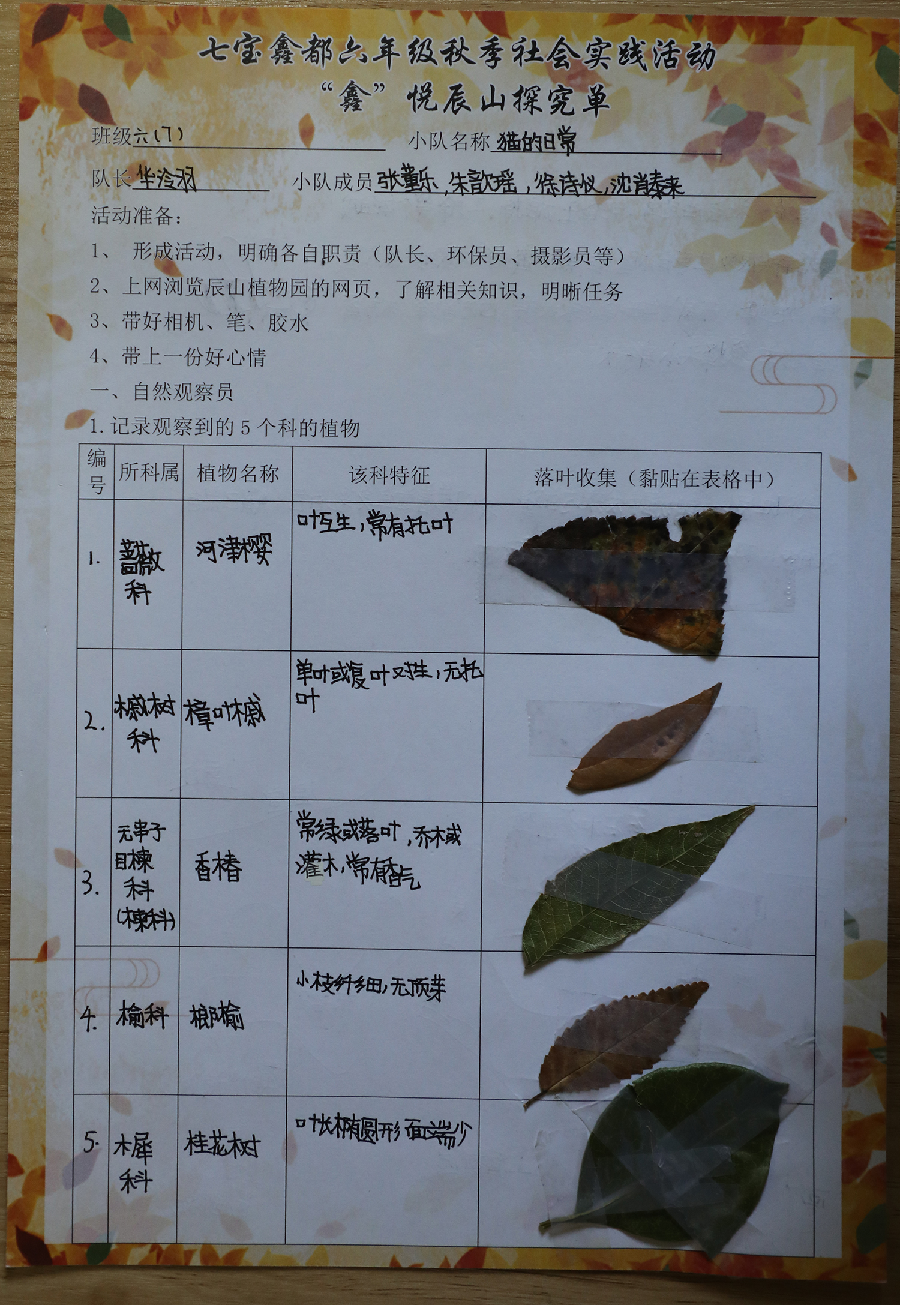 七宝鑫都六年级秋季社会实践活动
“鑫”悦辰山探究单
班级六(7) 小队名称 猫的日常
队长 华泠羽 小队成员 张董乐,朱歆瑶,徐诗仪,沈肖秦来
活动准备:
1、 形成活动,明确各自职责(队长、环保员、摄影员等)
2、上网浏览辰山植物园的网页,了解相关知识,明晰任务
3、带好相机、笔、胶水
4、带上一份好心情
一、自然观察员
1.记录观察到的5个科的植物
编号 所科属 植物名称 该科特征 落叶收集(黏贴在表格中)
1. 蔷薇科 河津樱 叶互生,常有托叶
2. 槭树科 樟叶槭 单叶或复叶对生,无托叶
3. 无患子目楝科(楝科) 香椿 常绿或落叶,乔木或灌木,常有香气
4. 榆科 榔榆 小枝纤细,无顶芽
5. 木犀科 桂花树 叶长椭圆形面端少